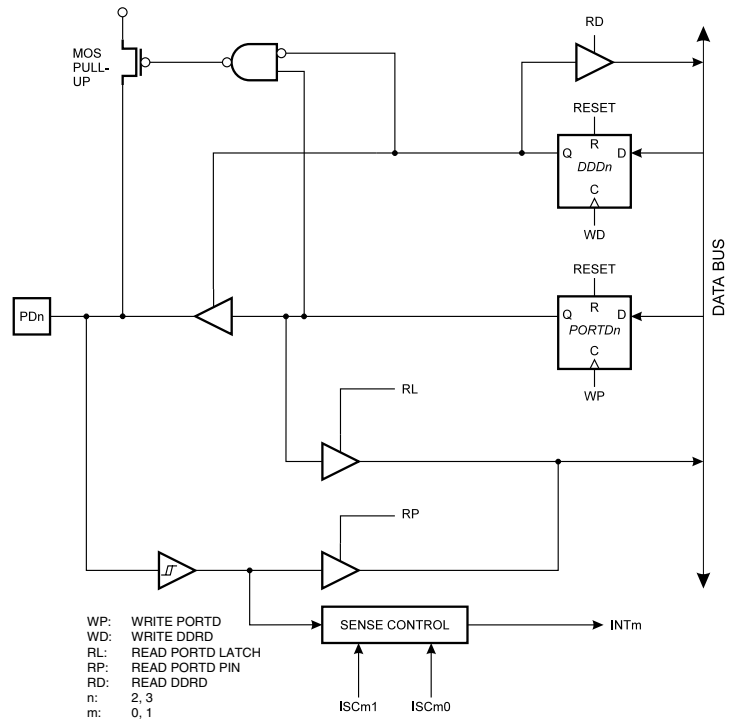 MOS
PULL-
UP
RD
RESET
R
Q
D
DDDn
C
WD
DATA BUS
RESET
PDn
R
Q
D
PORTDn
C
WP
RL
RP
SENSE CONTROL
INTm
ISCm1
ISCm0
WP: WRITE PORTD
WD: WRITE DDRD
RL: READ PORTD LATCH
RP: READ PORTD PIN
RD: READ DDRD
n: 2, 3
m: 0, 1